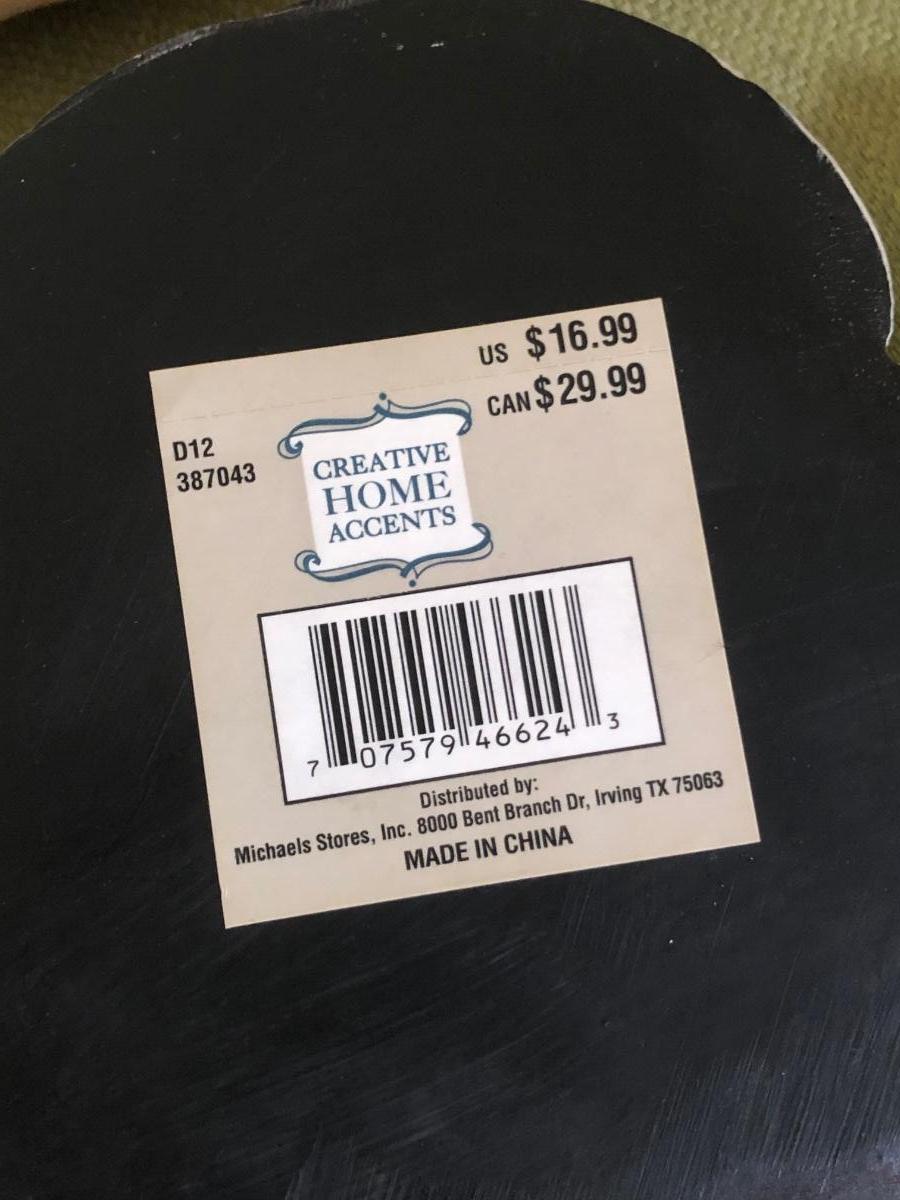 US $16.99
CAN $29.99
D12
387043
CREATIVE
HOME
ACCENTS
7 07579 46624 3
Distributed by:
Michaels Stores, Inc. 8000 Bent Branch Dr, Irving TX 75063
MADE IN CHINA